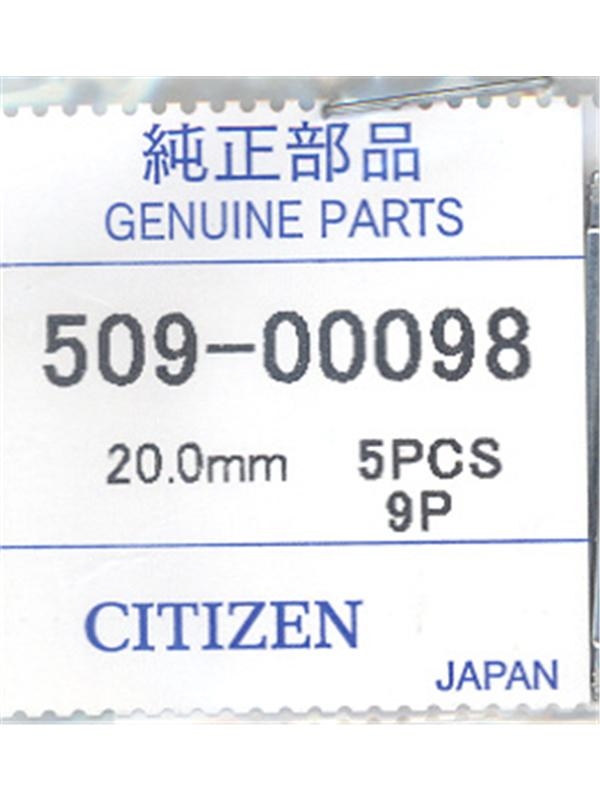 純正部品
GENUINE PARTS
509-00098
20.0mm 5PCS
9P
CITIZEN
JAPAN